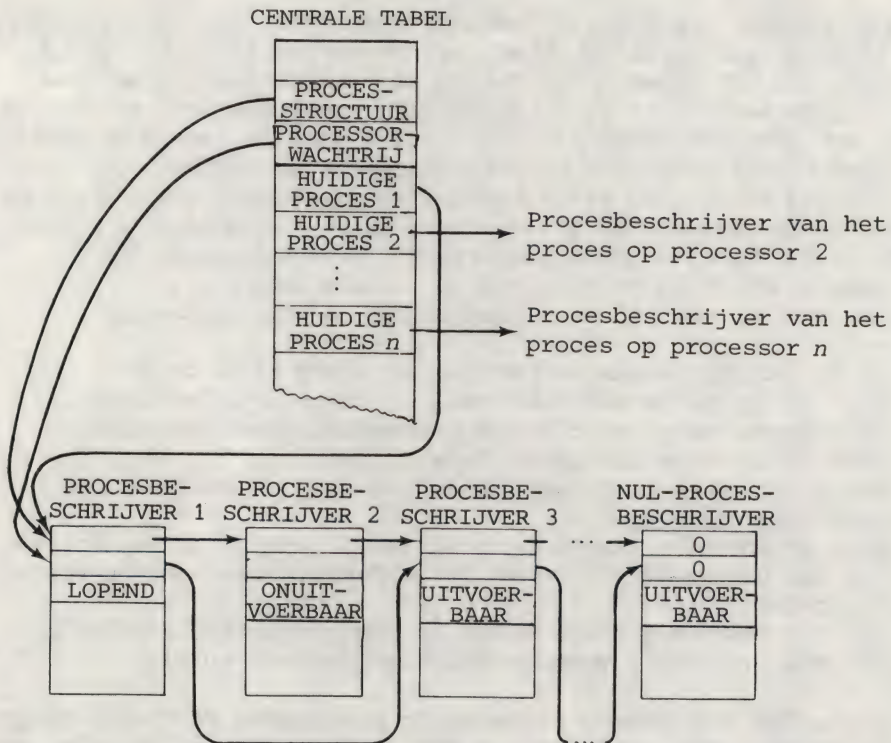 CENTRALE TABEL
PROCES-
STRUCTUUR
PROCESSOR-
WACHTRIJ
HUIDIGE
PROCES 1
HUIDIGE
PROCES 2
Procesbeschrijver van het
proces op processor 2
⋮
HUIDIGE
PROCES n
Procesbeschrijver van het
proces op processor n
PROCESBE-
SCHRIJVER 1
PROCESBE-
SCHRIJVER 2
PROCESBE-
SCHRIJVER 3
NUL-PROCES-
BESCHRIJVER
...
0
0
LOPEND
ONUIT-
VOERBAAR
UITVOER-
BAAR
UITVOER-
BAAR
...